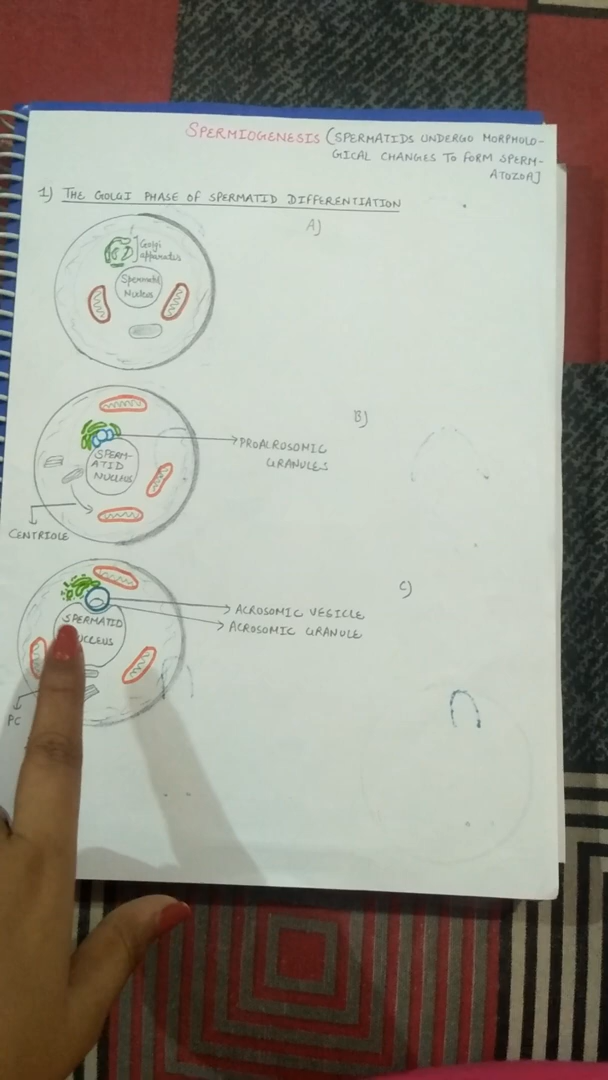 SPERMIOGENESIS (SPERMATIDS UNDERGO MORPHOLO-
GICAL CHANGES TO FORM SPERM-
ATOZOA]
1) THE GOLGI PHASE OF SPERMATID DIFFERENTIATION
A)
Golgi
apparatus
Spermatid
Nucleus
B)
PROACROSOMIC
GRANULES
SPERM-
ATID
NUCLEUS
CENTRIOLE
C)
ACROSOMIC VESICLE
ACROSOMIC GRANULE
SPERMATID
PC